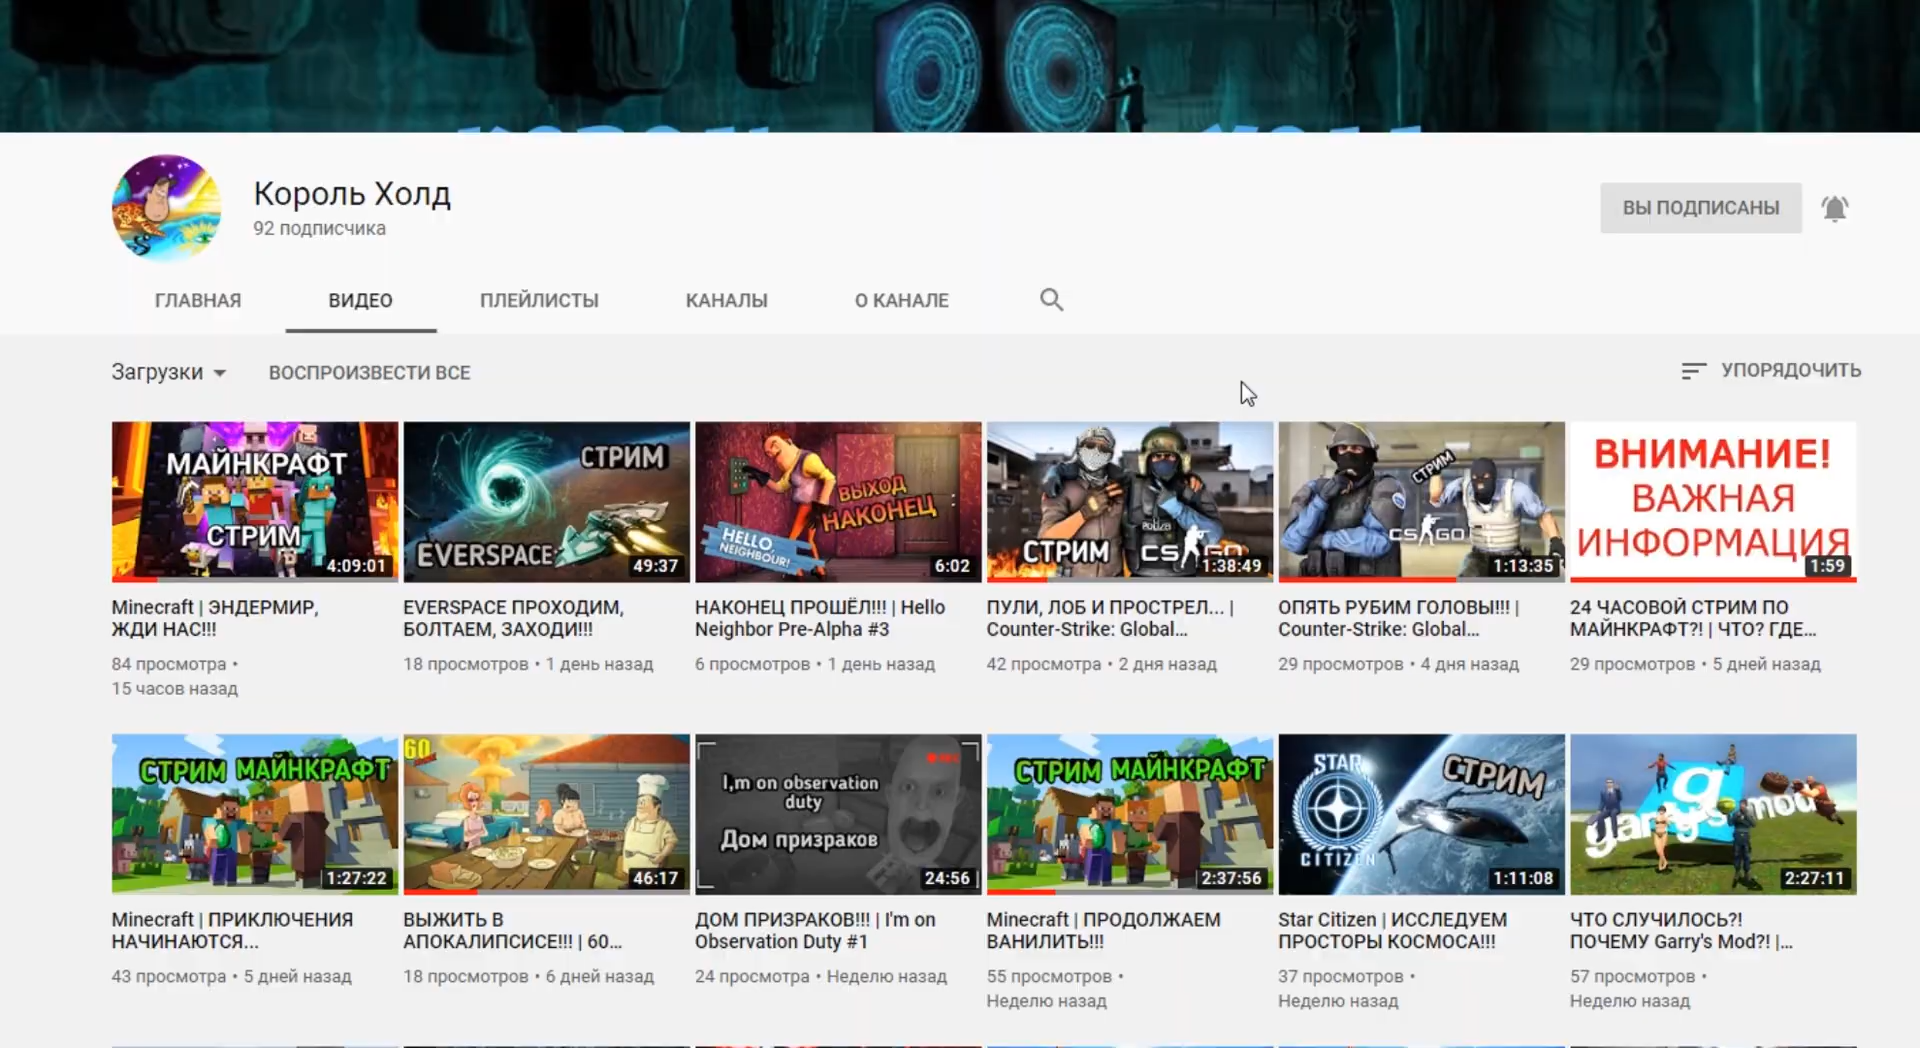 Король Холд
92 подписчика
ВЫ ПОДПИСАНЫ
ГЛАВНАЯ ВИДЕО ПЛЕЙЛИСТЫ КАНАЛЫ О КАНАЛЕ
Загрузки ВОСПРОИЗВЕСТИ ВСЕ УПОРЯДОЧИТЬ
МАЙНКРАФТ
СТРИМ
4:09:01
СТРИМ
EVERSPACE
49:37
ВЫХОД
НАКОНЕЦ
HELLO,
NEIGHBOUR!
6:02
POLIZIA
СТРИМ
CS GO
1:38:49
СТРИМ
CS GO
1:13:35
ВНИМАНИЕ!
ВАЖНАЯ
ИНФОРМАЦИЯ
1:59
Minecraft | ЭНДЕРМИР,
ЖДИ НАС!!!
84 просмотра •
15 часов назад
EVERSPACE ПРОХОДИМ,
БОЛТАЕМ, ЗАХОДИ!!!
18 просмотров • 1 день назад
НАКОНЕЦ ПРОШЁЛ!!! | Hello
Neighbor Pre-Alpha #3
6 просмотров • 1 день назад
ПУЛИ, ЛОБ И ПРОСТРЕЛ... |
Counter-Strike: Global...
42 просмотра • 2 дня назад
ОПЯТЬ РУБИМ ГОЛОВЫ!!! |
Counter-Strike: Global...
29 просмотров • 4 дня назад
24 ЧАСОВОЙ СТРИМ ПО
МАЙНКРАФТ?! | ЧТО? ГДЕ...
29 просмотров • 5 дней назад
СТРИМ МАЙНКРАФТ
1:27:22
60
46:17
I,m on observation
duty
Дом призраков
24:56
СТРИМ МАЙНКРАФТ
2:37:56
STAR
CITIZEN
СТРИМ
1:11:08
g
garry's mod
2:27:11
Minecraft | ПРИКЛЮЧЕНИЯ
НАЧИНАЮТСЯ...
43 просмотра • 5 дней назад
ВЫЖИТЬ В
АПОКАЛИПСИСЕ!!! | 60...
18 просмотров • 6 дней назад
ДОМ ПРИЗРАКОВ!!! | I'm on
Observation Duty #1
24 просмотра • Неделю назад
Minecraft | ПРОДОЛЖАЕМ
ВАНИЛИТЬ!!!
55 просмотров •
Неделю назад
Star Citizen | ИССЛЕДУЕМ
ПРОСТОРЫ КОСМОСА!!!
37 просмотров •
Неделю назад
ЧТО СЛУЧИЛОСЬ?!
ПОЧЕМУ Garry's Mod?! |...
57 просмотров •
Неделю назад